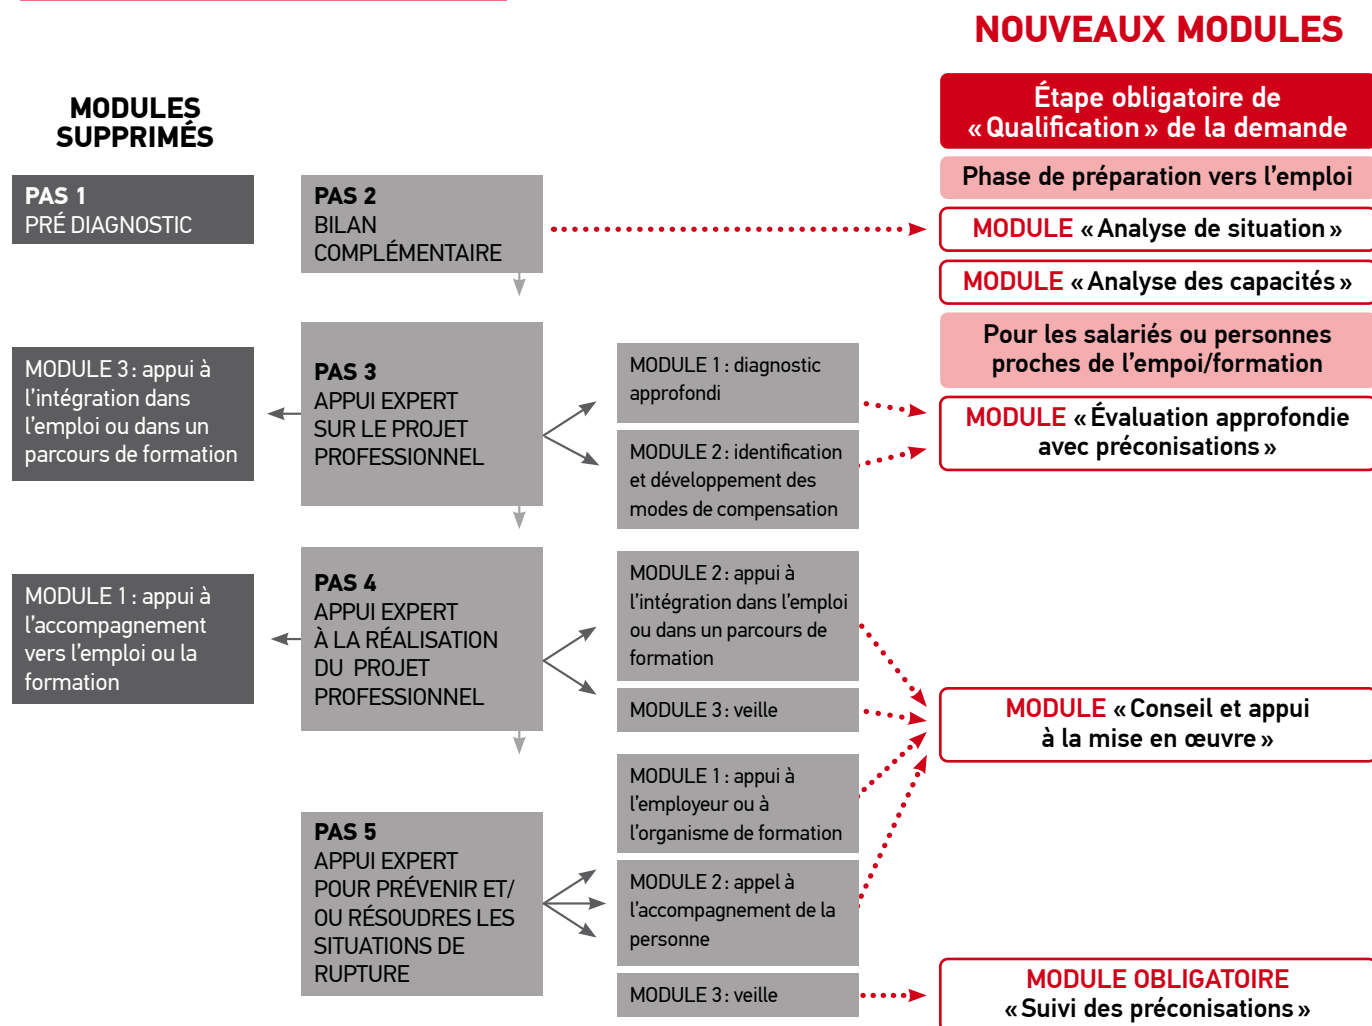 NOUVEAUX MODULES
MODULES
SUPPRIMÉS
Étape obligatoire de
« Qualification » de la demande
Phase de préparation vers l’emploi
PAS 1
PRÉ DIAGNOSTIC
PAS 2
BILAN
COMPLÉMENTAIRE
MODULE « Analyse de situation »
MODULE « Analyse des capacités »
Pour les salariés ou personnes
proches de l’empoi/formation
MODULE 3 : appui à
l’intégration dans
l’emploi ou dans un
parcours de formation
PAS 3
APPUI EXPERT
SUR LE PROJET
PROFESSIONNEL
MODULE 1 : diagnostic
approfondi
MODULE 2 : identification
et développement des
modes de compensation
MODULE « Évaluation approfondie
avec préconisations »
MODULE 1 : appui à
l’accompagnement
vers l’emploi ou la
formation
PAS 4
APPUI EXPERT
À LA RÉALISATION
DU PROJET
PROFESSIONNEL
MODULE 2 : appui à
l’intégration dans l’emploi
ou dans un parcours de
formation
MODULE 3 : veille
MODULE « Conseil et appui
à la mise en œuvre »
PAS 5
APPUI EXPERT
POUR PRÉVENIR ET/
OU RÉSOUDRES LES
SITUATIONS DE
RUPTURE
MODULE 1 : appui à
l’employeur ou à
l’organisme de formation
MODULE 2 : appel à
l’accompagnement de la
personne
MODULE 3 : veille
MODULE OBLIGATOIRE
« Suivi des préconisations »